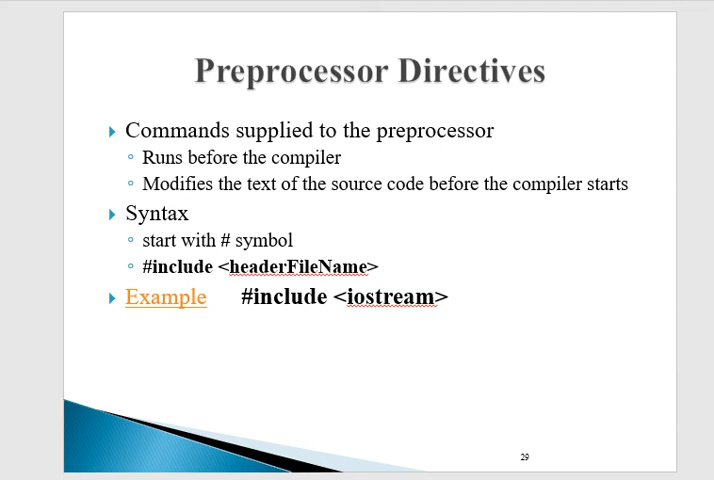 Preprocessor Directives
Commands supplied to the preprocessor
Runs before the compiler
Modifies the text of the source code before the compiler starts
Syntax
start with # symbol
#include <headerFileName>
Example #include <iostream>
29